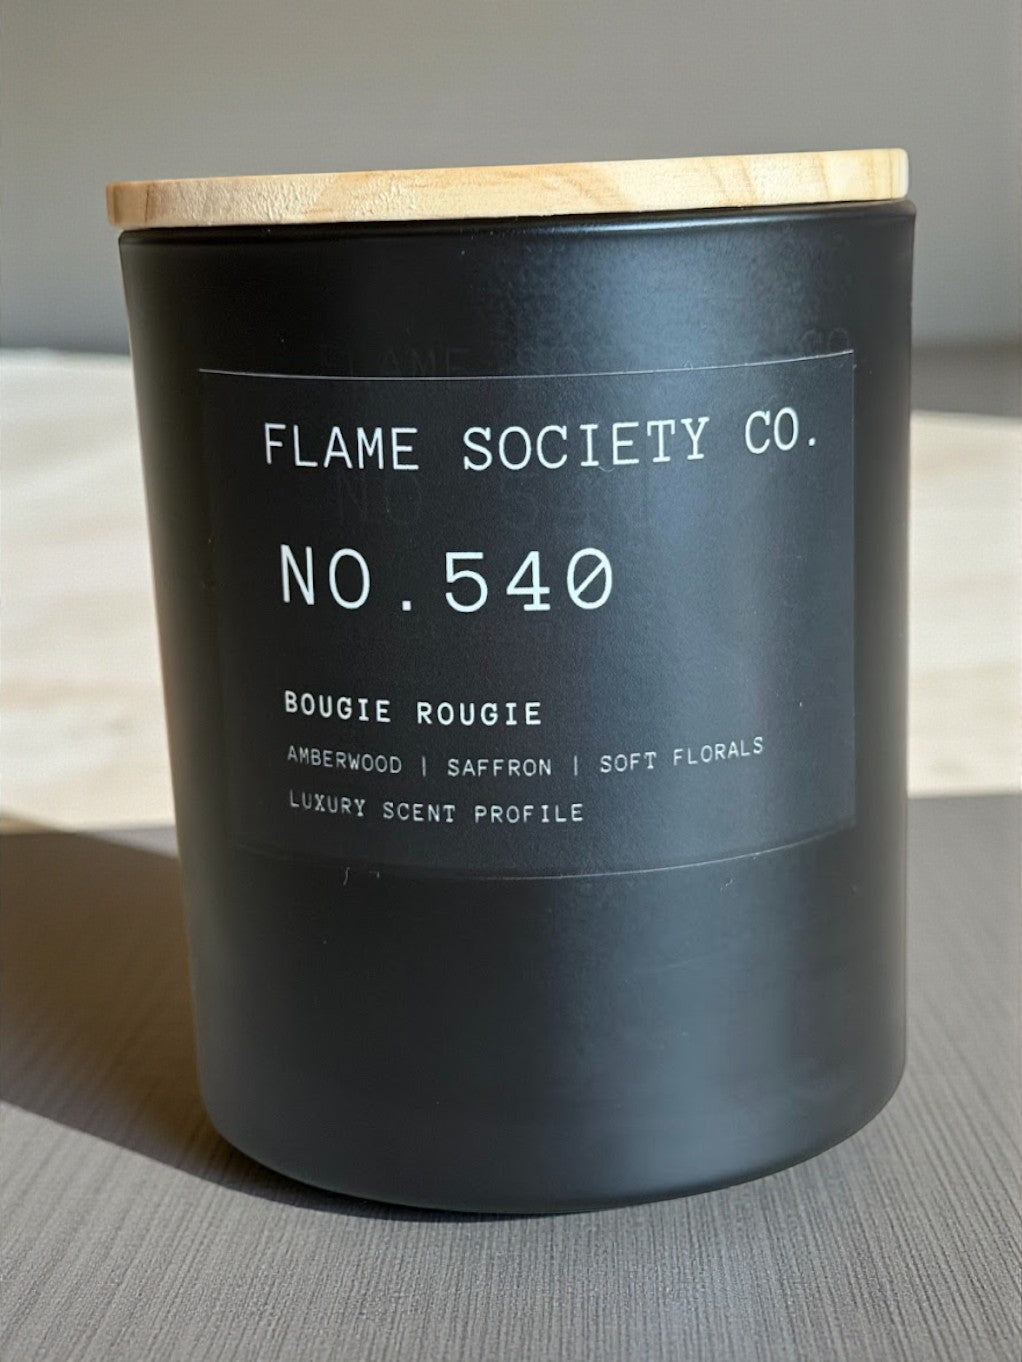 FLAME SOCIETY CO.
NO.540
BOUGIE ROUGIE
AMBERWOOD | SAFFRON | SOFT FLORALS
LUXURY SCENT PROFILE